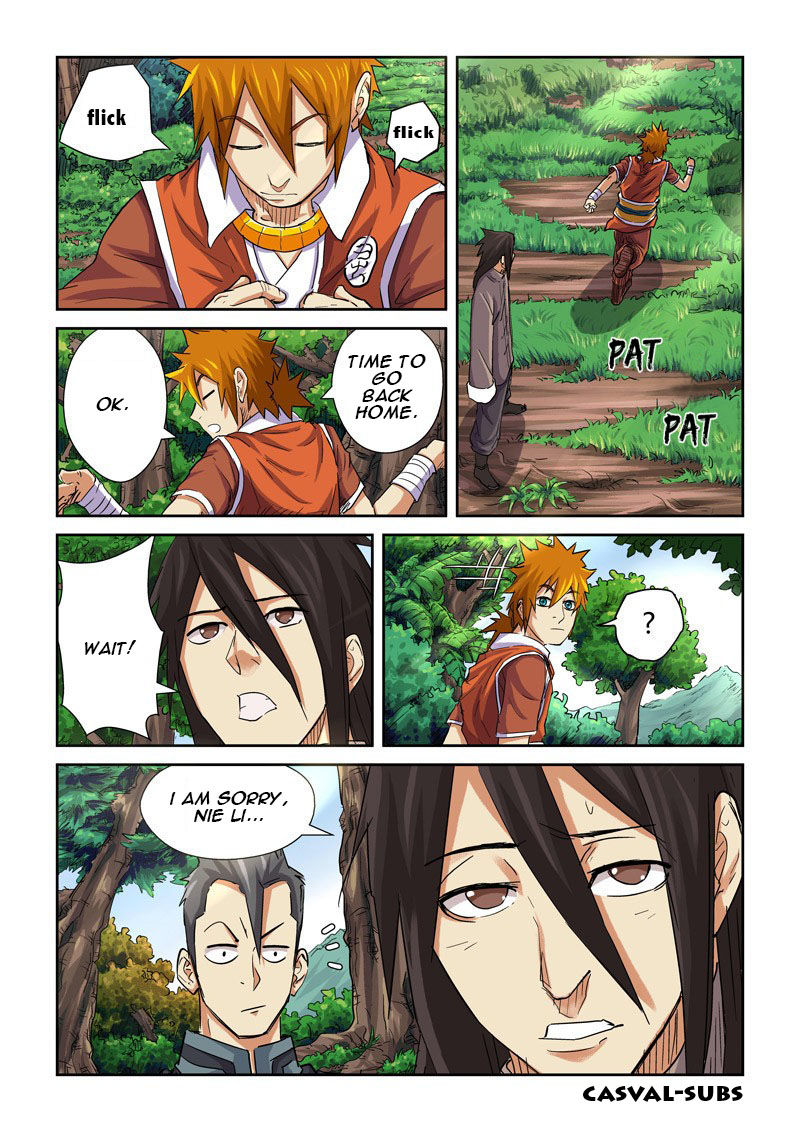 flick
flick
PAT
PAT
OK.
TIME TO
GO
BACK
HOME.
WAIT!
?
I AM SORRY,
NIE LI...
CASVAL-SUBS